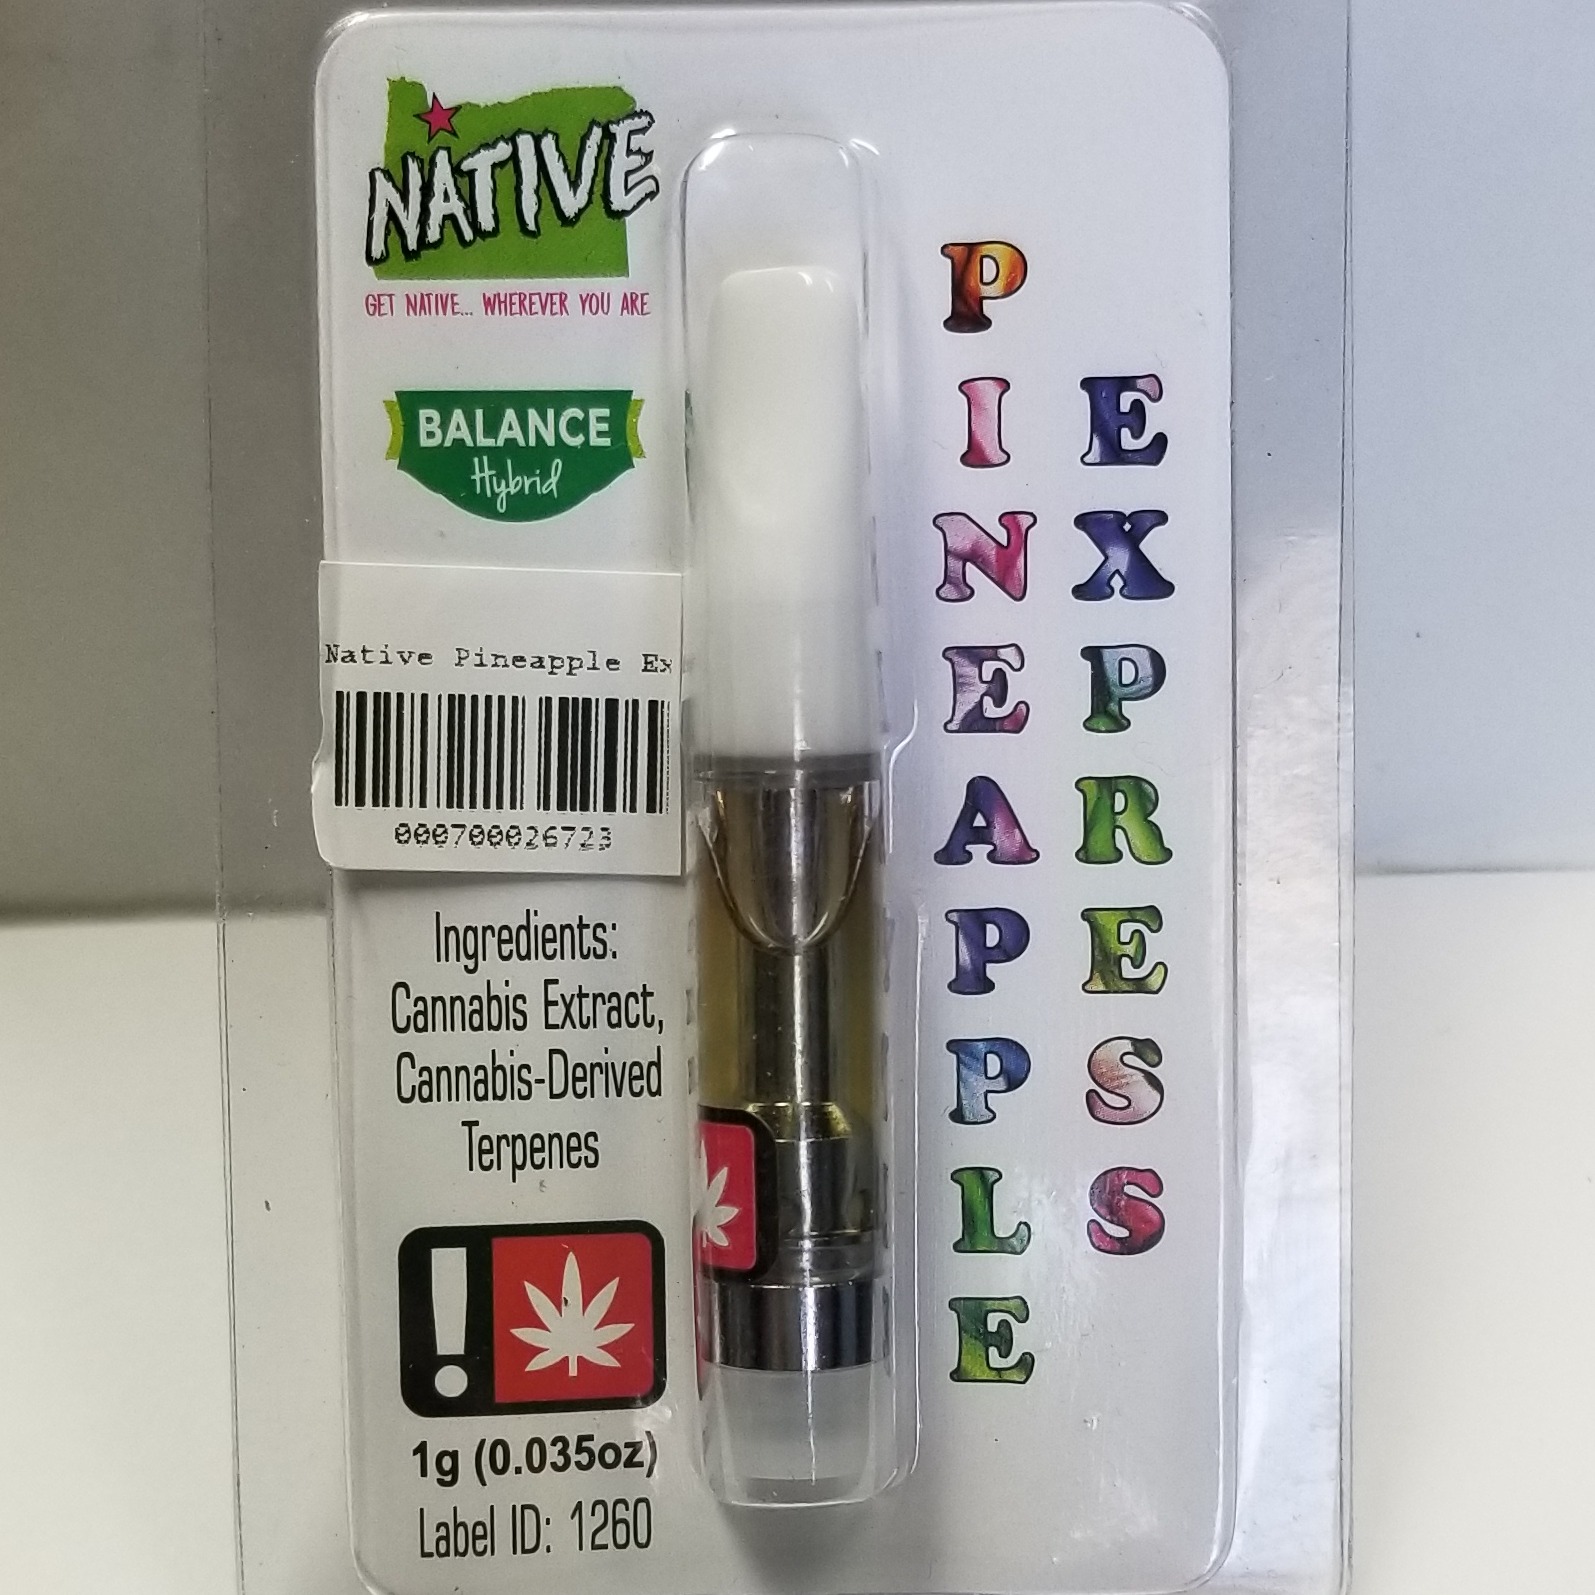 NATIVE
GET NATIVE... WHEREVER YOU ARE
BALANCE
Hybrid
Native Pineapple Ex
000700026723
Ingredients:
Cannabis Extract,
Cannabis-Derived
Terpenes
!
1g (0.035oz)
Label ID: 1260
PINEAPPLE
EXPRESS